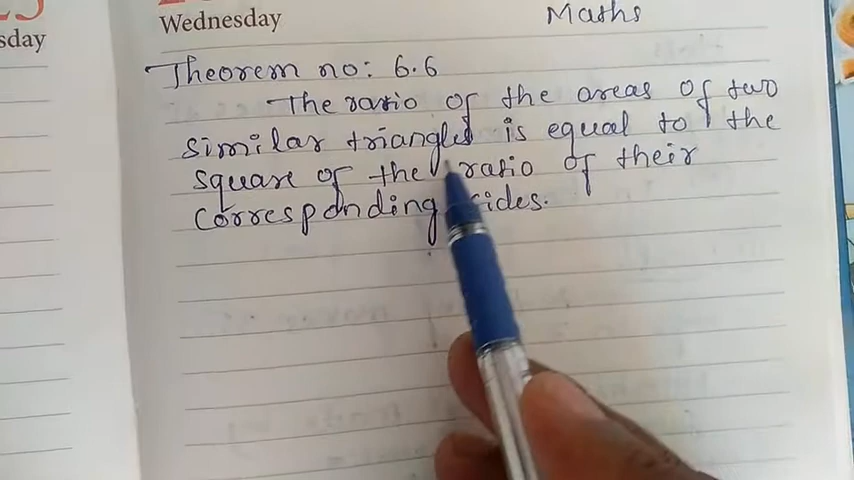 sday
Wednesday
Maths
Theorem no: 6.6
The ratio of the areas of two
similar triangles is equal to the
square of the ratio of their
corresponding sides.